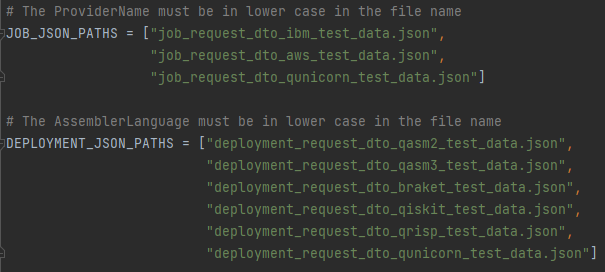 # The ProviderName must be in lower case in the file name
JOB_JSON_PATHS = ["job_request_dto_ibm_test_data.json",
"job_request_dto_aws_test_data.json",
"job_request_dto_qunicorn_test_data.json"]
# The AssemblerLanguage must be in lower case in the file name
DEPLOYMENT_JSON_PATHS = ["deployment_request_dto_qasm2_test_data.json",
"deployment_request_dto_qasm3_test_data.json",
"deployment_request_dto_braket_test_data.json",
"deployment_request_dto_qiskit_test_data.json",
"deployment_request_dto_qrisp_test_data.json",
"deployment_request_dto_qunicorn_test_data.json"]